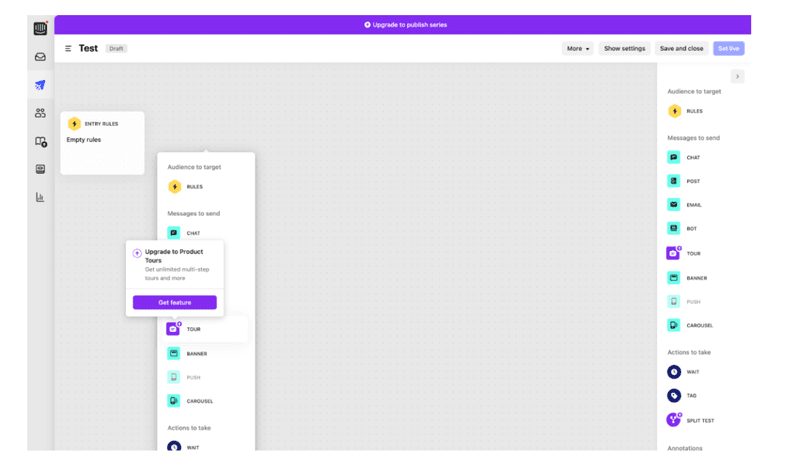 Upgrade to publish series
Test
Draft
More
Show settings
Save and close
Set live
ENTRY RULES
Empty rules
Audience to target
RULES
Messages to send
CHAT
Upgrade to Product
Tours
Get unlimited multi-step
tours and more
Get feature
TOUR
BANNER
PUSH
CAROUSEL
Actions to take
WAIT
Audience to target
RULES
Messages to send
CHAT
POST
EMAIL
BOT
TOUR
BANNER
PUSH
CAROUSEL
Actions to take
WAIT
TAG
SPLIT TEST
Annotations